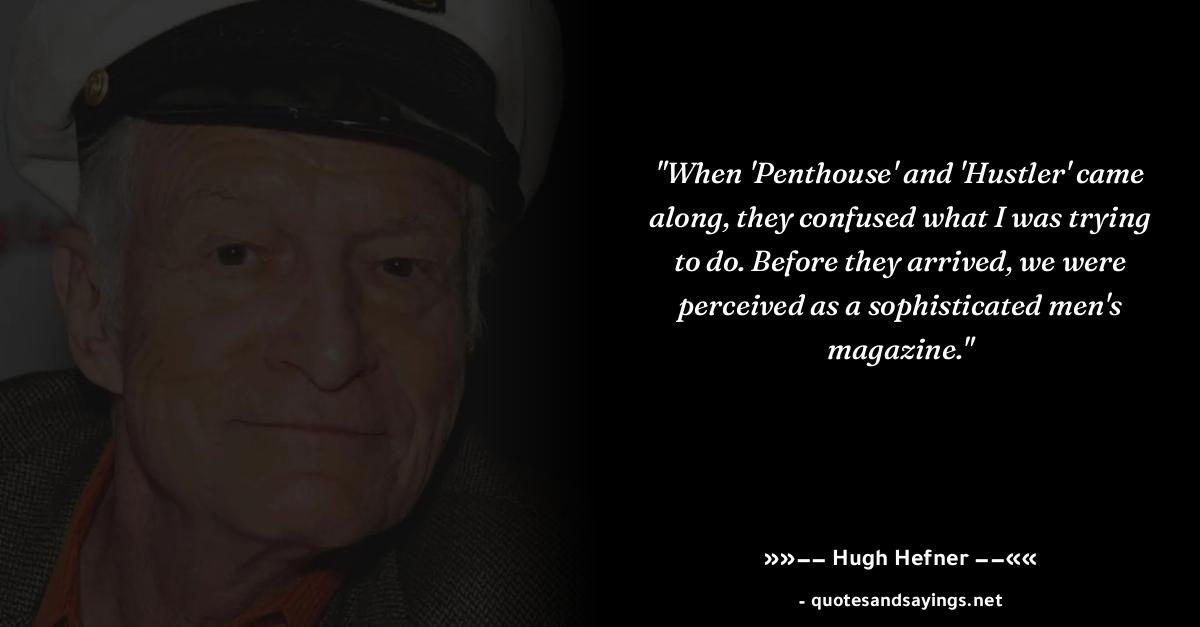 "When 'Penthouse' and 'Hustler' came
along, they confused what I was trying
to do. Before they arrived, we were
perceived as a sophisticated men's
magazine."
»»–– Hugh Hefner ––««
- quotesandsayings.net